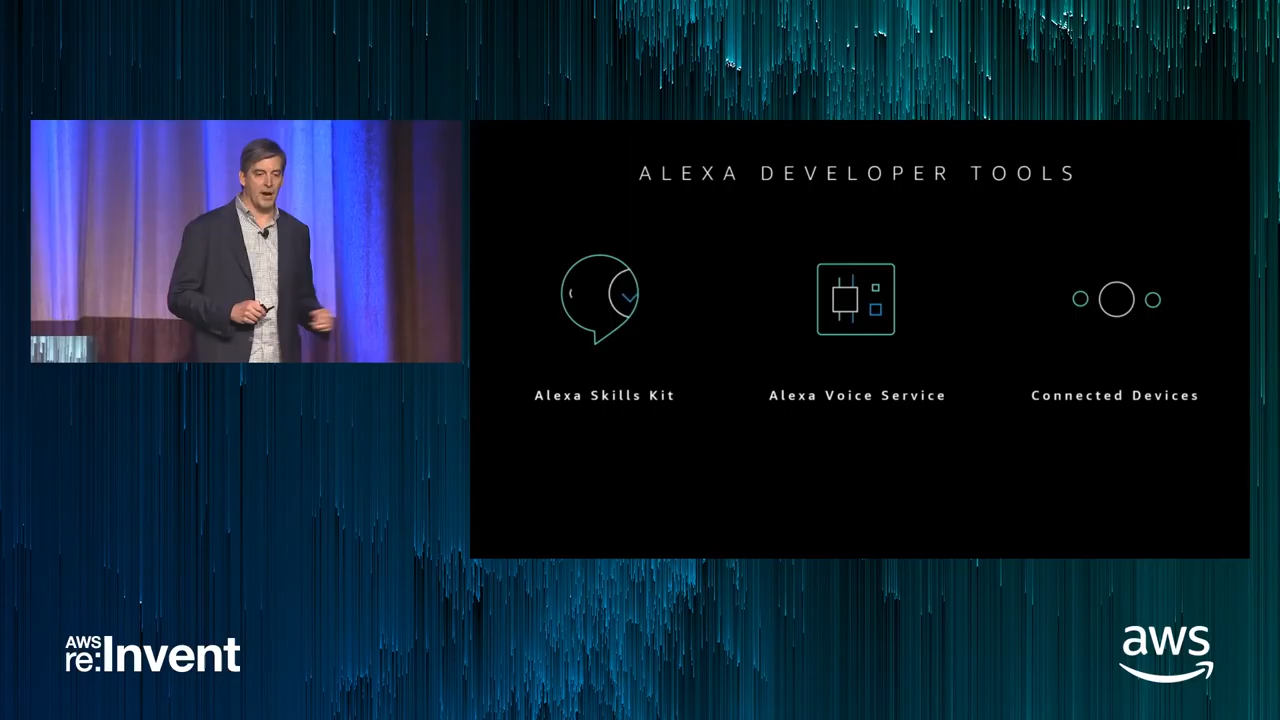 ALEXA DEVELOPER TOOLS
Alexa Skills Kit
Alexa Voice Service
Connected Devices
AWS
re:Invent
aws